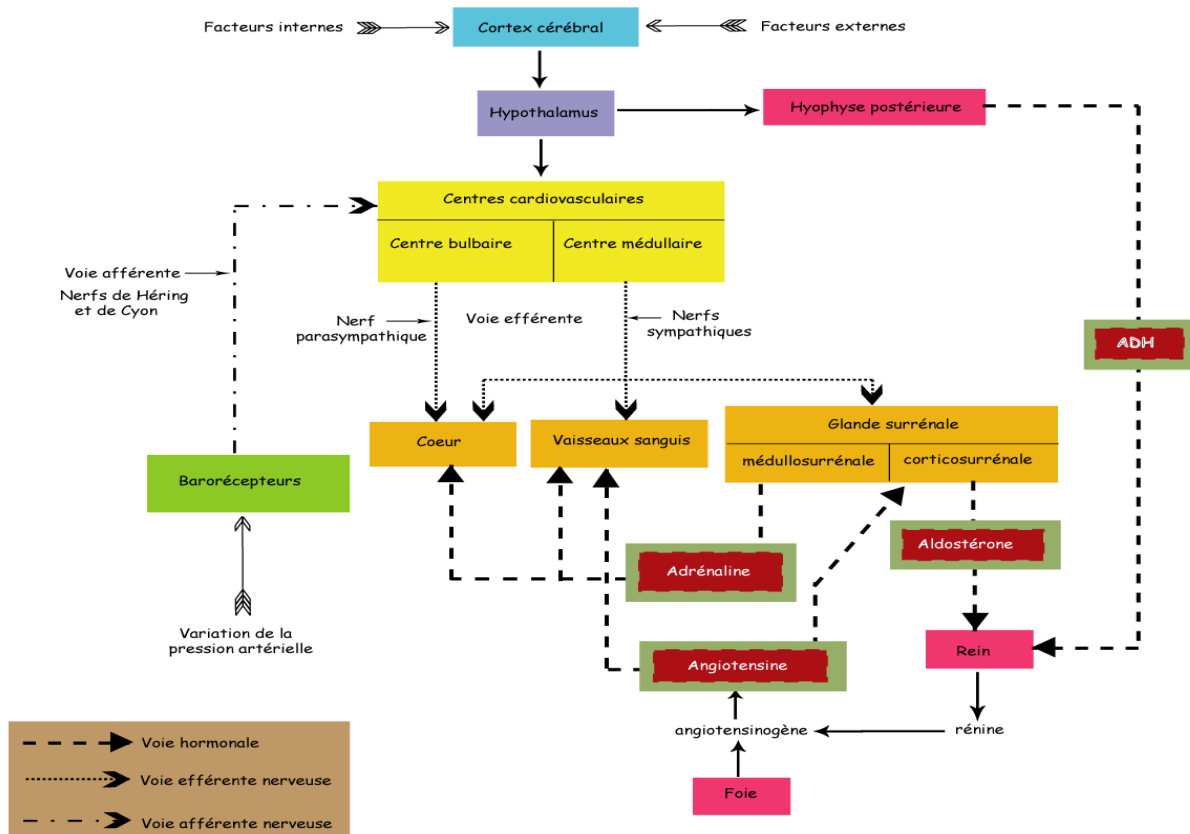 Facteurs internes
Cortex cérébral
Facteurs externes
Hypothalamus
Hyophyse postérieure
Centres cardiovasculaires
Centre bulbaire
Centre médullaire
Voie afférente
Nerfs de Héring
et de Cyon
Nerf
parasympathique
Voie efférente
Nerfs
sympathiques
ADH
Coeur
Vaisseaux sanguis
Glande surrénale
médullosurrénale
corticosurrénale
Barorécepteurs
Adrénaline
Aldostérone
Variation de la
pression artérielle
Angiotensine
Rein
angiotensinogène
rénine
Foie
Voie hormonale
Voie efférente nerveuse
Voie afférente nerveuse